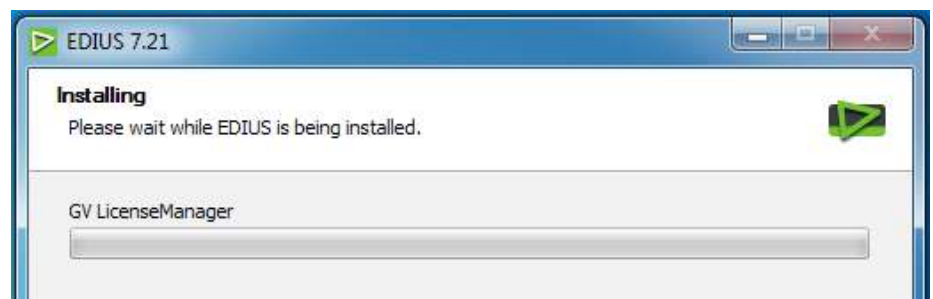 EDIUS 7.21
Installing
Please wait while EDIUS is being installed.
GV LicenseManager